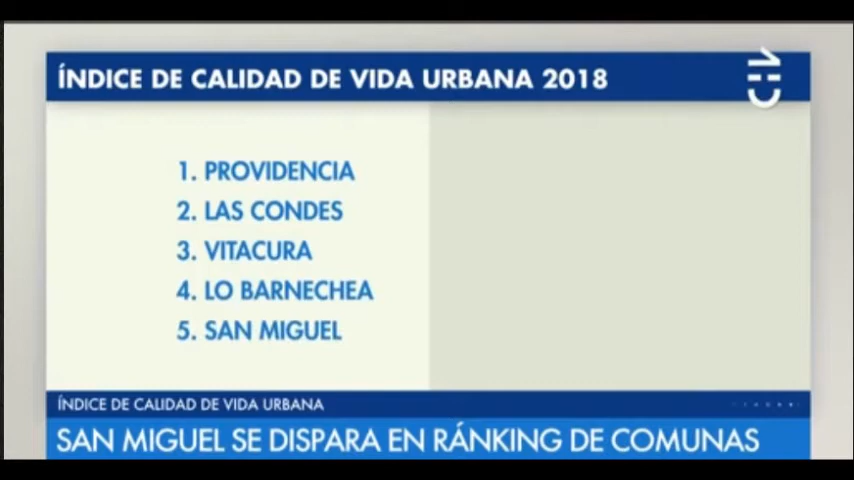 ÍNDICE DE CALIDAD DE VIDA URBANA 2018
CHV
1. PROVIDENCIA
2. LAS CONDES
3. VITACURA
4. LO BARNECHEA
5. SAN MIGUEL
ÍNDICE DE CALIDAD DE VIDA URBANA
SAN MIGUEL SE DISPARA EN RÁNKING DE COMUNAS